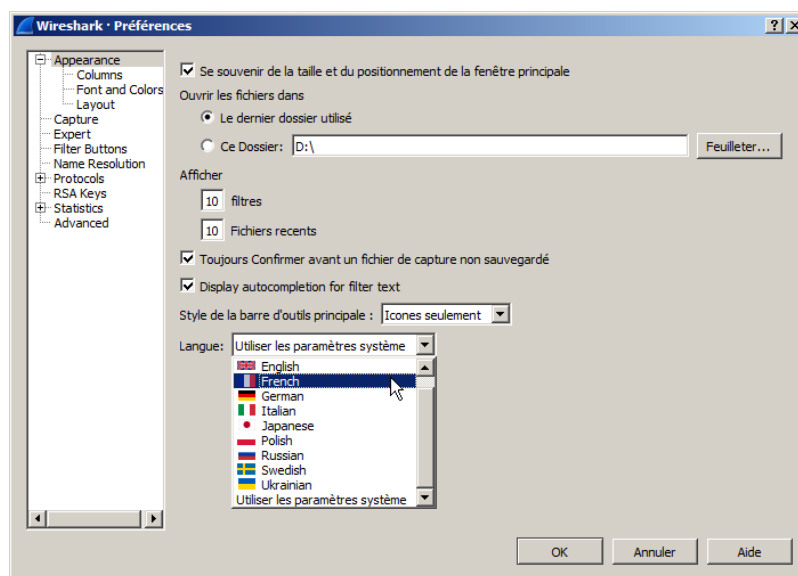 Wireshark · Préférences
Appearance
Columns
Font and Colors
Layout
Capture
Expert
Filter Buttons
Name Resolution
Protocols
RSA Keys
Statistics
Advanced
Se souvenir de la taille et du positionnement de la fenêtre principale
Ouvrir les fichiers dans
Le dernier dossier utilisé
Ce Dossier: D:\ Feuilleter...
Afficher
10 filtres
10 Fichiers recents
Toujours Confirmer avant un fichier de capture non sauvegardé
Display autocompletion for filter text
Style de la barre d'outils principale : Icones seulement
Langue: Utiliser les paramètres système
English
French
German
Italian
Japanese
Polish
Russian
Swedish
Ukrainian
Utiliser les paramètres système
OK Annuler Aide